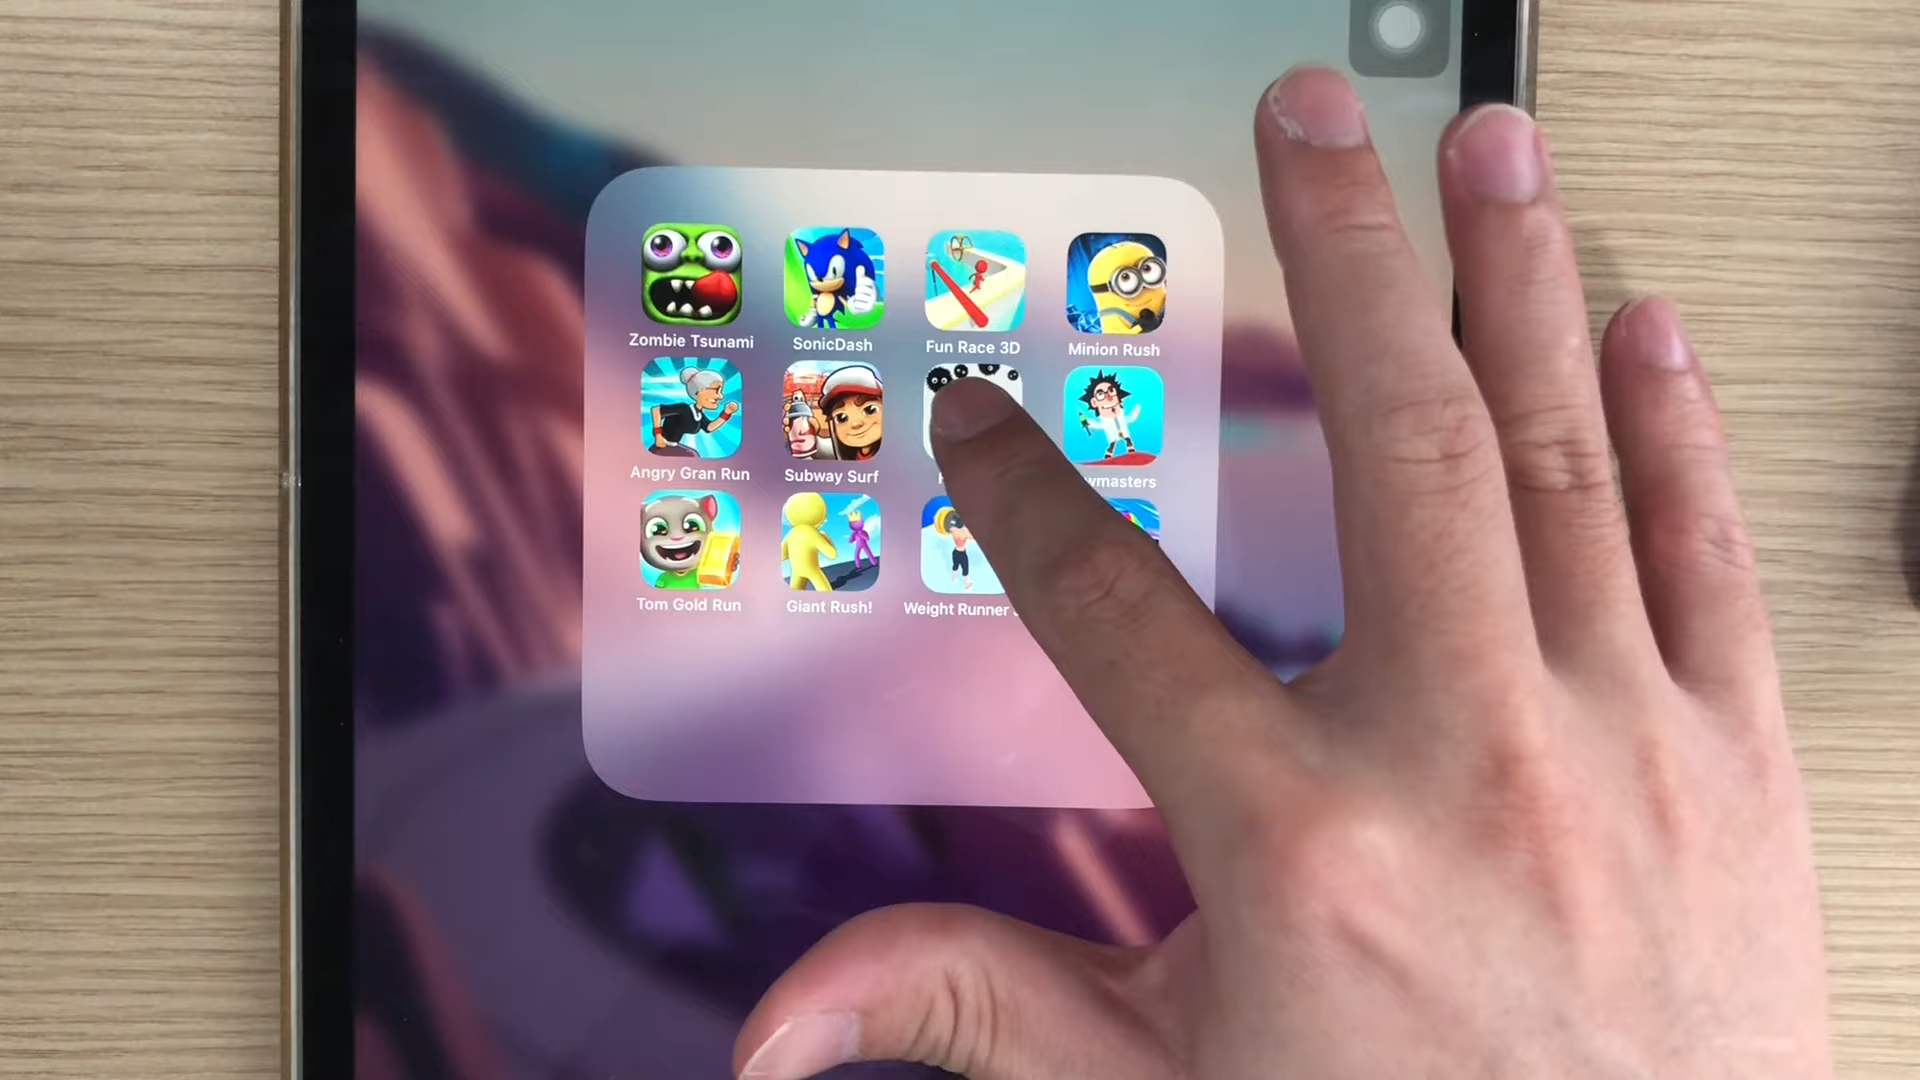 Zombie Tsunami
SonicDash
Fun Race 3D
Minion Rush
Angry Gran Run
Subway Surf
wmasters
Tom Gold Run
Giant Rush!
Weight Runner